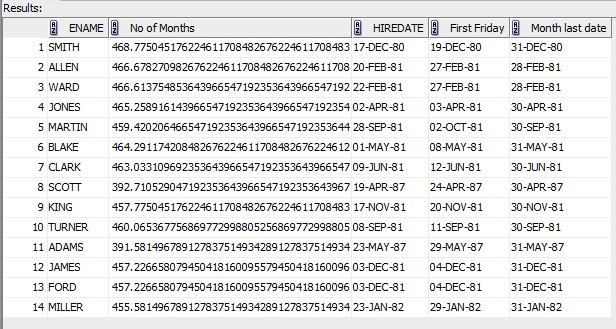 Results:
ENAME No of Months HIREDATE First Friday Month last date
1 SMITH 468.775045176224611708482676224611708483 17-DEC-80 19-DEC-80 31-DEC-80
2 ALLEN 466.678270982676224611708482676224611708 20-FEB-81 27-FEB-81 28-FEB-81
3 WARD 466.613754853643966547192353643966547192 22-FEB-81 27-FEB-81 28-FEB-81
4 JONES 465.258916143966547192353643966547192354 02-APR-81 03-APR-81 30-APR-81
5 MARTIN 459.420206466547192353643966547192353644 28-SEP-81 02-OCT-81 30-SEP-81
6 BLAKE 464.291174208482676224611708482676224612 01-MAY-81 08-MAY-81 31-MAY-81
7 CLARK 463.033109692353643966547192353643966547 09-JUN-81 12-JUN-81 30-JUN-81
8 SCOTT 392.710529047192353643966547192353643967 19-APR-87 24-APR-87 30-APR-87
9 KING 457.775045176224611708482676224611708483 17-NOV-81 20-NOV-81 30-NOV-81
10 TURNER 460.065367756869772998805256869772998805 08-SEP-81 11-SEP-81 30-SEP-81
11 ADAMS 391.581496789127837514934289127837514934 23-MAY-87 29-MAY-87 31-MAY-87
12 JAMES 457.226658079450418160095579450418160096 03-DEC-81 04-DEC-81 31-DEC-81
13 FORD 457.226658079450418160095579450418160096 03-DEC-81 04-DEC-81 31-DEC-81
14 MILLER 455.581496789127837514934289127837514934 23-JAN-82 29-JAN-82 31-JAN-82